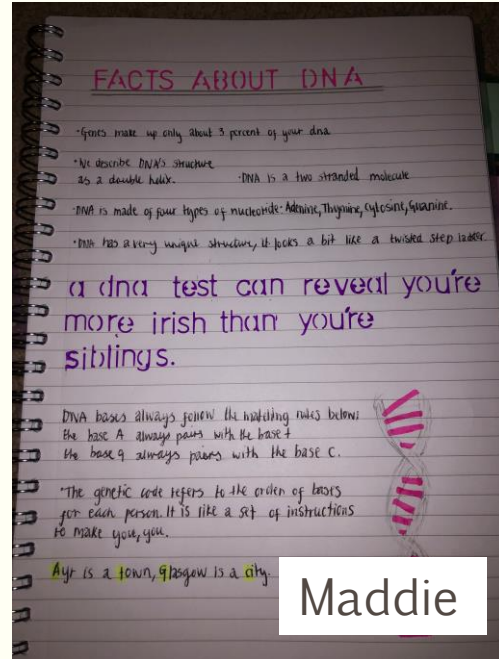 FACTS ABOUT DNA
·Genes make up only about 3 percent of your dna
·We describe DNA's structure
as a double helix. ·DNA is a two stranded molecule
·DNA is made of four types of nucleotide- Adenine, Thymine, Cytosine, Guanine.
·DNA has a very unique structure, it looks a bit like a twisted step ladder.
a dna test can reveal you're
more irish than you're
siblings.
DNA bases always follow the matching rules below:
the base A always pairs with the base t
the base g always pairs with the base C.
·The genetic code refers to the order of bases
for each person. It is like a set of instructions
to make you, you.
Ayr is a town, Glasgow is a city.
Maddie